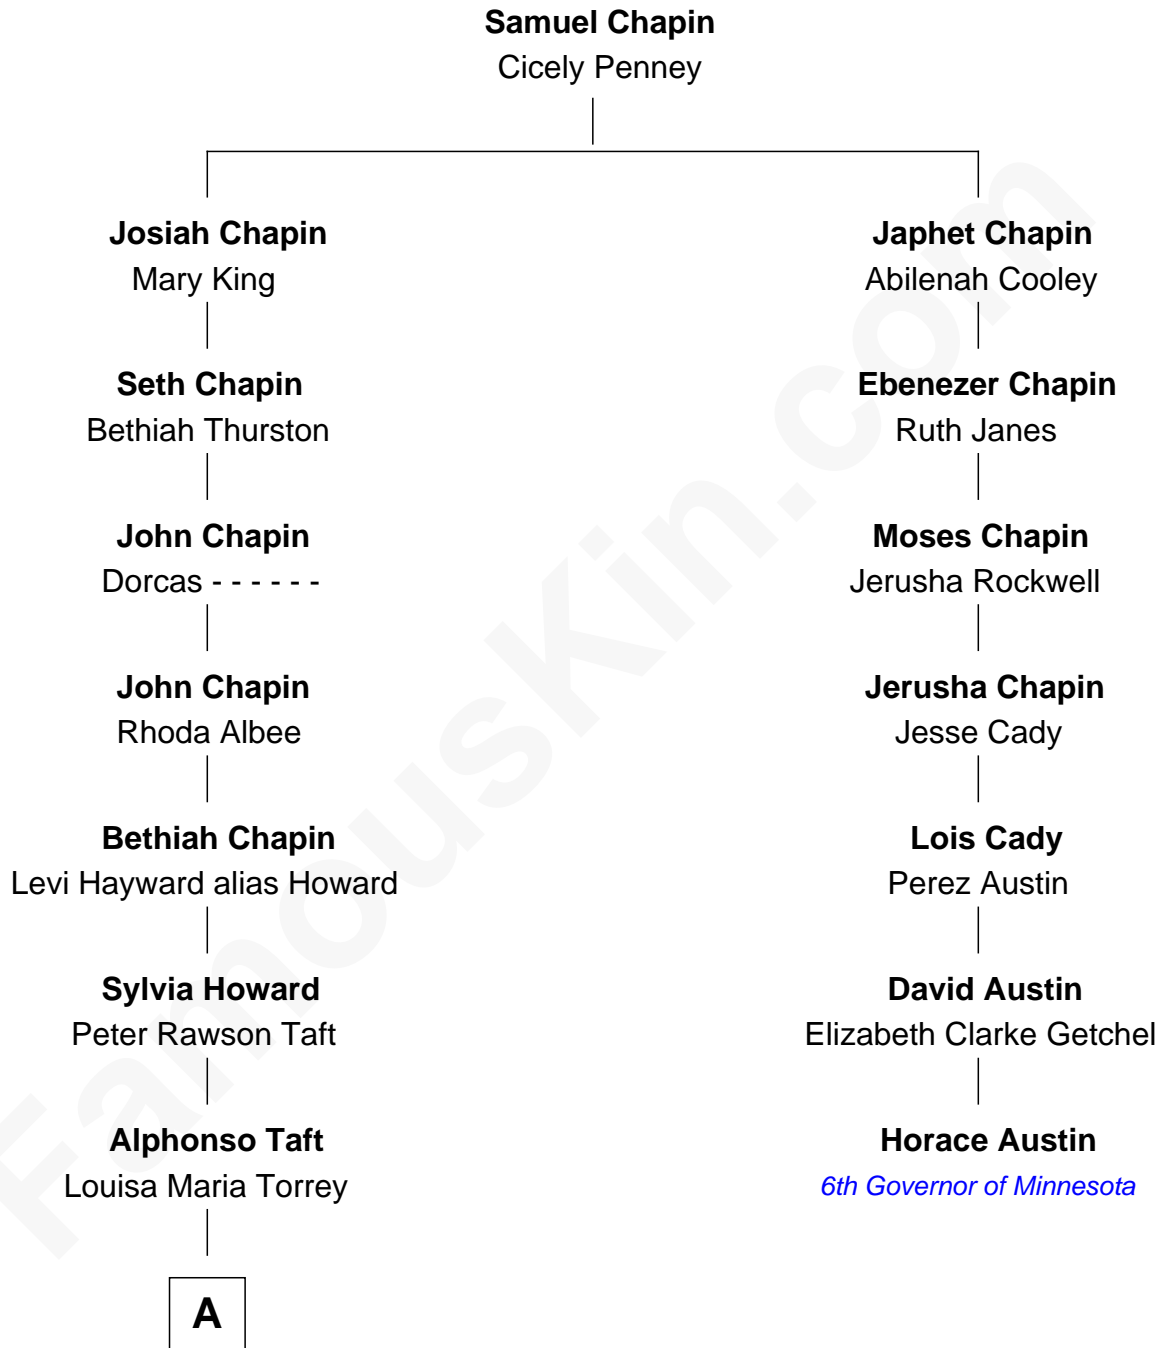 Samuel Chapin
Cicely Penney
Josiah Chapin
Mary King
Japhet Chapin
Abilenah Cooley
Seth Chapin
Bethiah Thurston
Ebenezer Chapin
Ruth Janes
John Chapin
Dorcas - - - - - -
Moses Chapin
Jerusha Rockwell
John Chapin
Rhoda Albee
Jerusha Chapin
Jesse Cady
Bethiah Chapin
Levi Hayward alias Howard
Lois Cady
Perez Austin
Sylvia Howard
Peter Rawson Taft
David Austin
Elizabeth Clarke Getchel
Alphonso Taft
Louisa Maria Torrey
Horace Austin
6th Governor of Minnesota
A
FamousKin.com